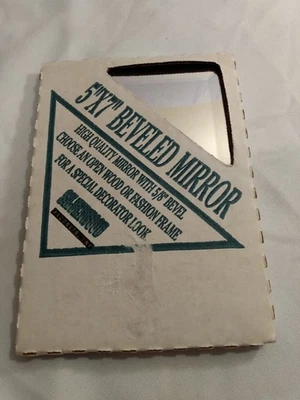 5"X7" BEVELED MIRROR
HIGH QUALITY MIRROR WITH 5/8" BEVEL
CHOOSE AN OPEN WOOD OR FASHION FRAME
FOR A SPECIAL DECORATOR LOOK